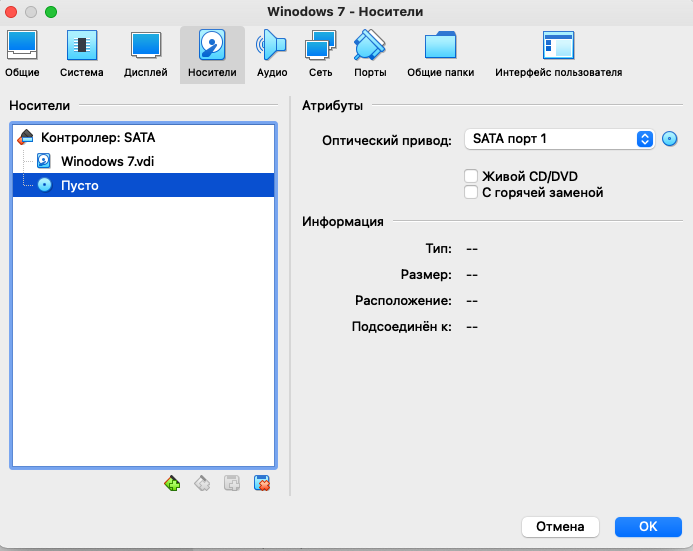 Winodows 7 - Носители
Общие Система Дисплей Носители Аудио Сеть Порты Общие папки Интерфейс пользователя
Носители
Контроллер: SATA
Winodows 7.vdi
Пусто
Атрибуты
Оптический привод: SATA порт 1
Живой CD/DVD
С горячей заменой
Информация
Тип: --
Размер: --
Расположение: --
Подсоединён к: --
Отмена OK